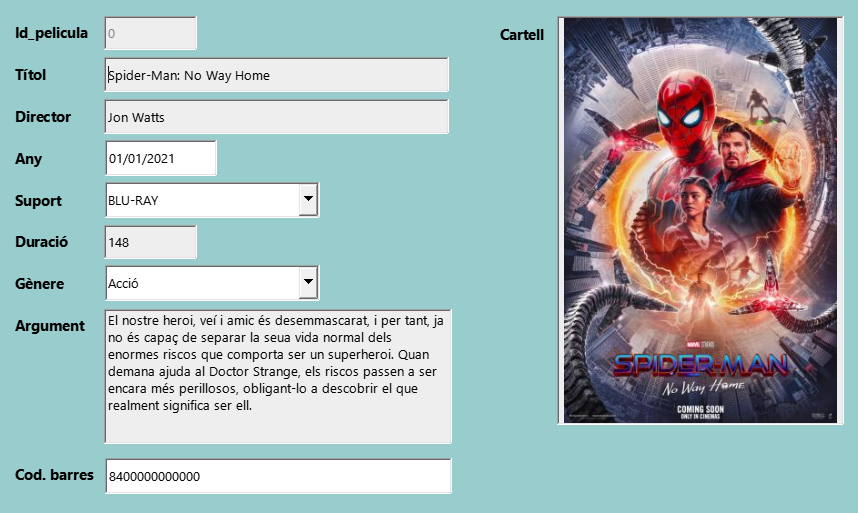 Id_pelicula 0
Títol Spider-Man: No Way Home
Director Jon Watts
Any 01/01/2021
Suport BLU-RAY
Duració 148
Gènere Acció
Argument El nostre heroi, veí i amic és desemmascarat, i per tant, ja
no és capaç de separar la seua vida normal dels
enormes riscos que comporta ser un superheroi. Quan
demana ajuda al Doctor Strange, els riscos passen a ser
encara més perillosos, obligant-lo a descobrir el que
realment significa ser ell.
Cod. barres 8400000000000
Cartell
MARVEL STUDIOS
SPIDER-MAN
No Way Home
COMING SOON
ONLY IN CINEMAS